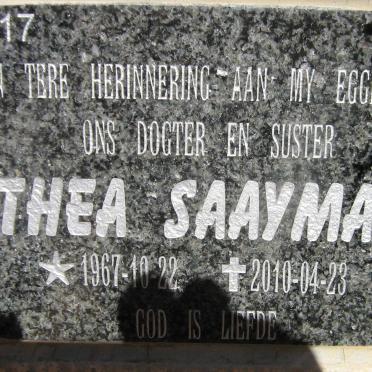 17
N TERE HERINNERING AAN MY EGG
ONS DOGTER EN SUSTER
THEA SAAYMA
1967-10-22 2010-04-23
GOD IS LIEFDE